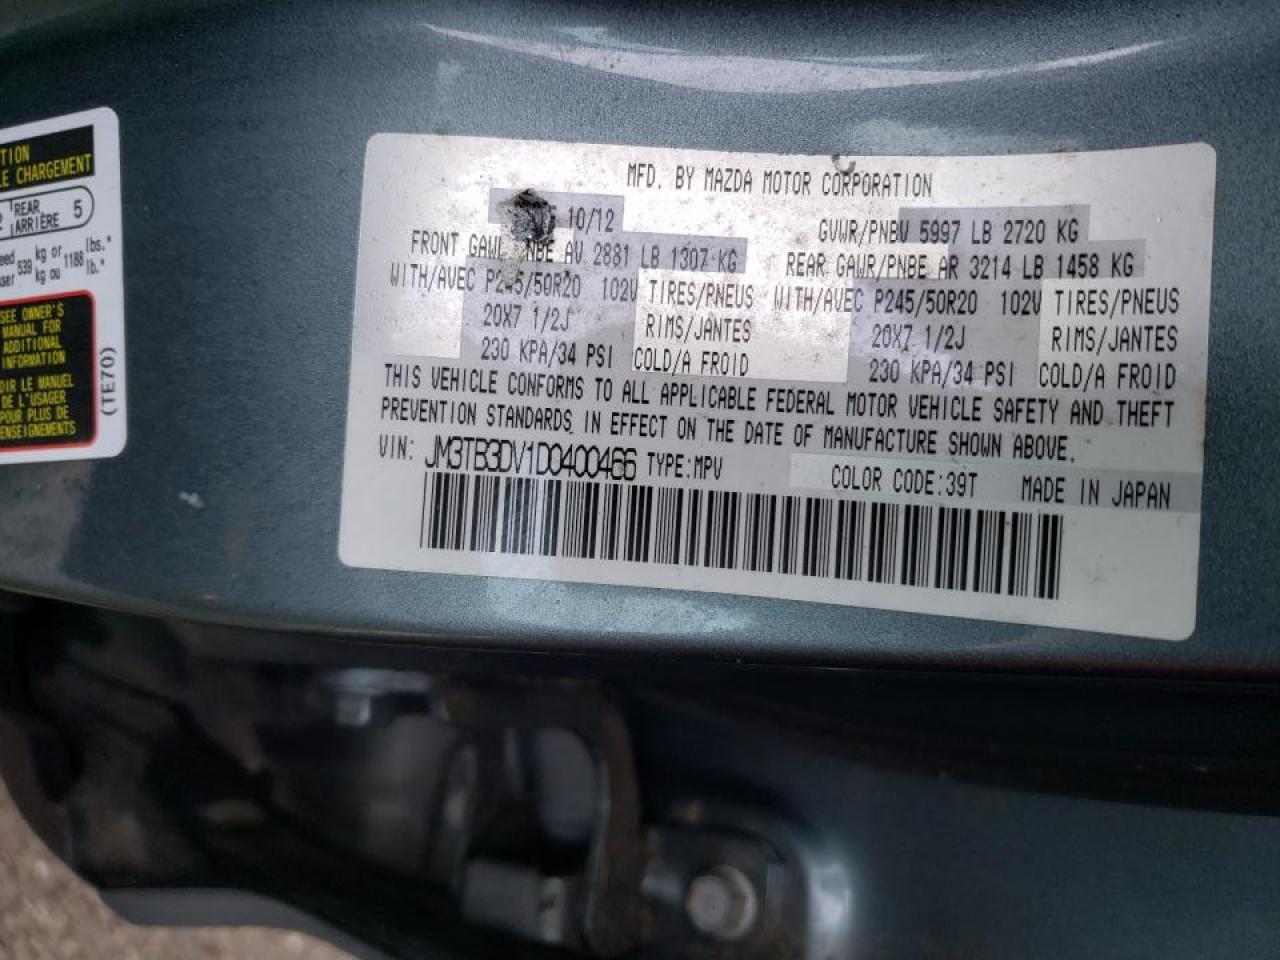 TION
LE CHARGEMENT
REAR 5
ARRIÈRE
539 kg or 1188 lbs.*
kg ou lb.*
SEE OWNER'S
MANUAL FOR
ADDITIONAL
INFORMATION
LE MANUEL
DE L'USAGER
POUR PLUS DE
(TE70)
MFD. BY MAZDA MOTOR CORPORATION
10/12 GVWR/PNBV 5997 LB 2720 KG
FRONT GAWR PNBE AV 2881 LB 1307 KG REAR GAWR/PNBE AR 3214 LB 1458 KG
WITH/AVEC P245/50R20 102V TIRES/PNEUS WITH/AVEC P245/50R20 102V TIRES/PNEUS
20X7 1/2J RIMS/JANTES 20X7 1/2J RIMS/JANTES
230 KPA/34 PSI COLD/A FROID 230 KPA/34 PSI COLD/A FROID
THIS VEHICLE CONFORMS TO ALL APPLICABLE FEDERAL MOTOR VEHICLE SAFETY AND THEFT
PREVENTION STANDARDS IN EFFECT ON THE DATE OF MANUFACTURE SHOWN ABOVE.
VIN: JM3TB3DV1D0400466 TYPE:MPV COLOR CODE:39T MADE IN JAPAN